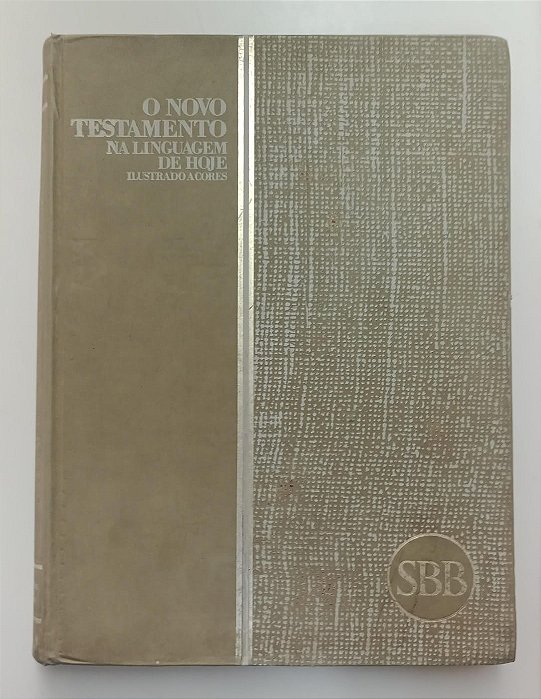 O NOVO
TESTAMENTO
NA LINGUAGEM
DE HOJE
ILUSTRADO A CORES
SBB